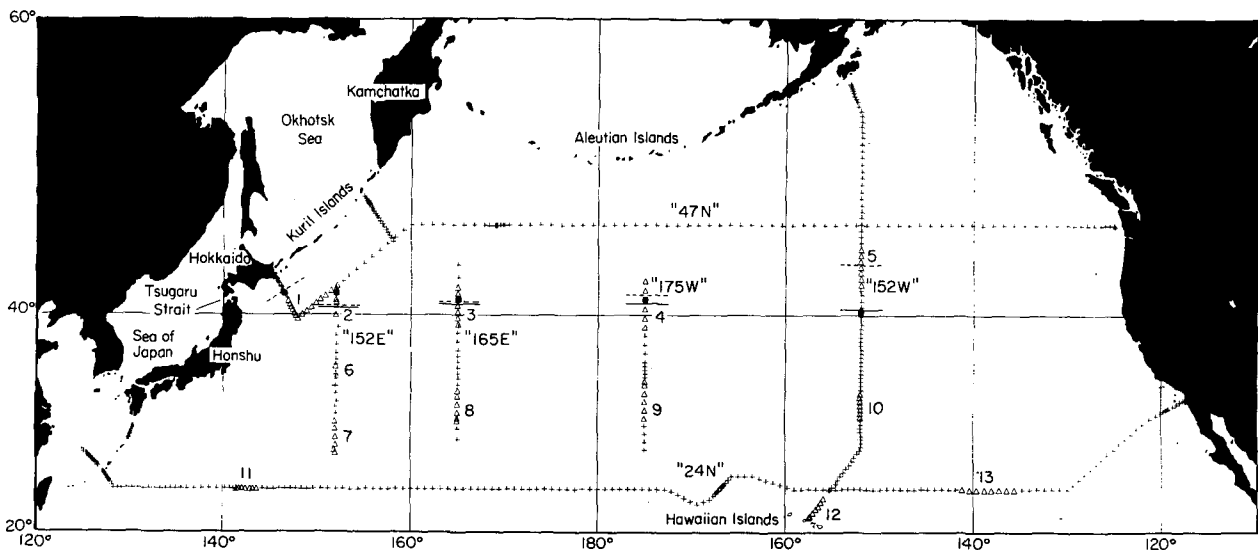 60°
Kamchatka
Okhotsk
Sea
Aleutian Islands
Kuril Islands
"47N"
Hokkaido
5
Tsugaru
Strait
"175W"
"152W"
40°
2
3
4
Sea of
Japan
"152E"
"165E"
Honshu
6
7
8
9
10
11
"24N"
13
Hawaiian Islands
12
20°
120°
140°
160°
180°
160°
140°
120°